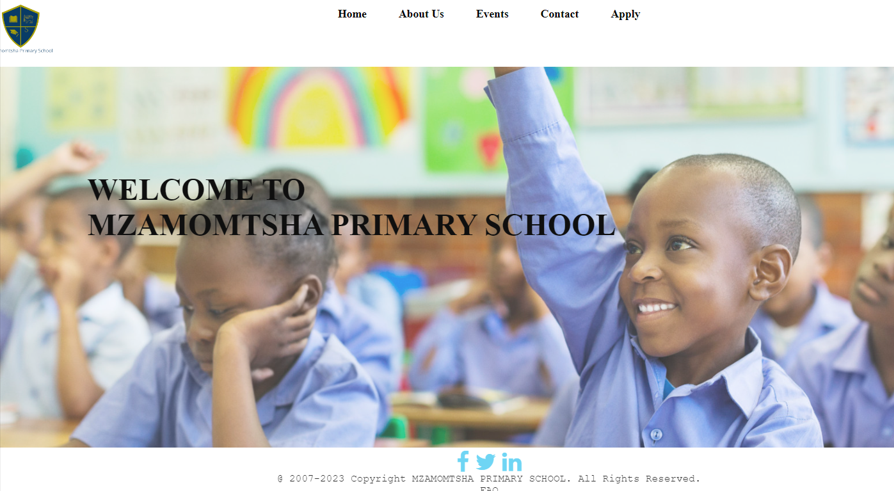 Primary School
Home About Us Events Contact Apply
WELCOME TO
MZAMOMTSHA PRIMARY SCHOOL
@ 2007-2023 Copyright MZAMOMTSHA PRIMARY SCHOOL. All Rights Reserved.
FAQ